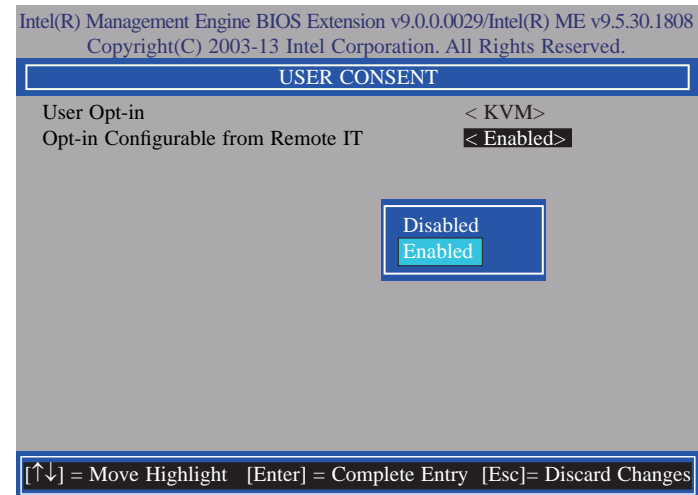 Intel(R) Management Engine BIOS Extension v9.0.0.0029/Intel(R) ME v9.5.30.1808
Copyright(C) 2003-13 Intel Corporation. All Rights Reserved.
USER CONSENT
User Opt-in < KVM>
Opt-in Configurable from Remote IT < Enabled>
Disabled
Enabled
[↑↓] = Move Highlight [Enter] = Complete Entry [Esc]= Discard Changes